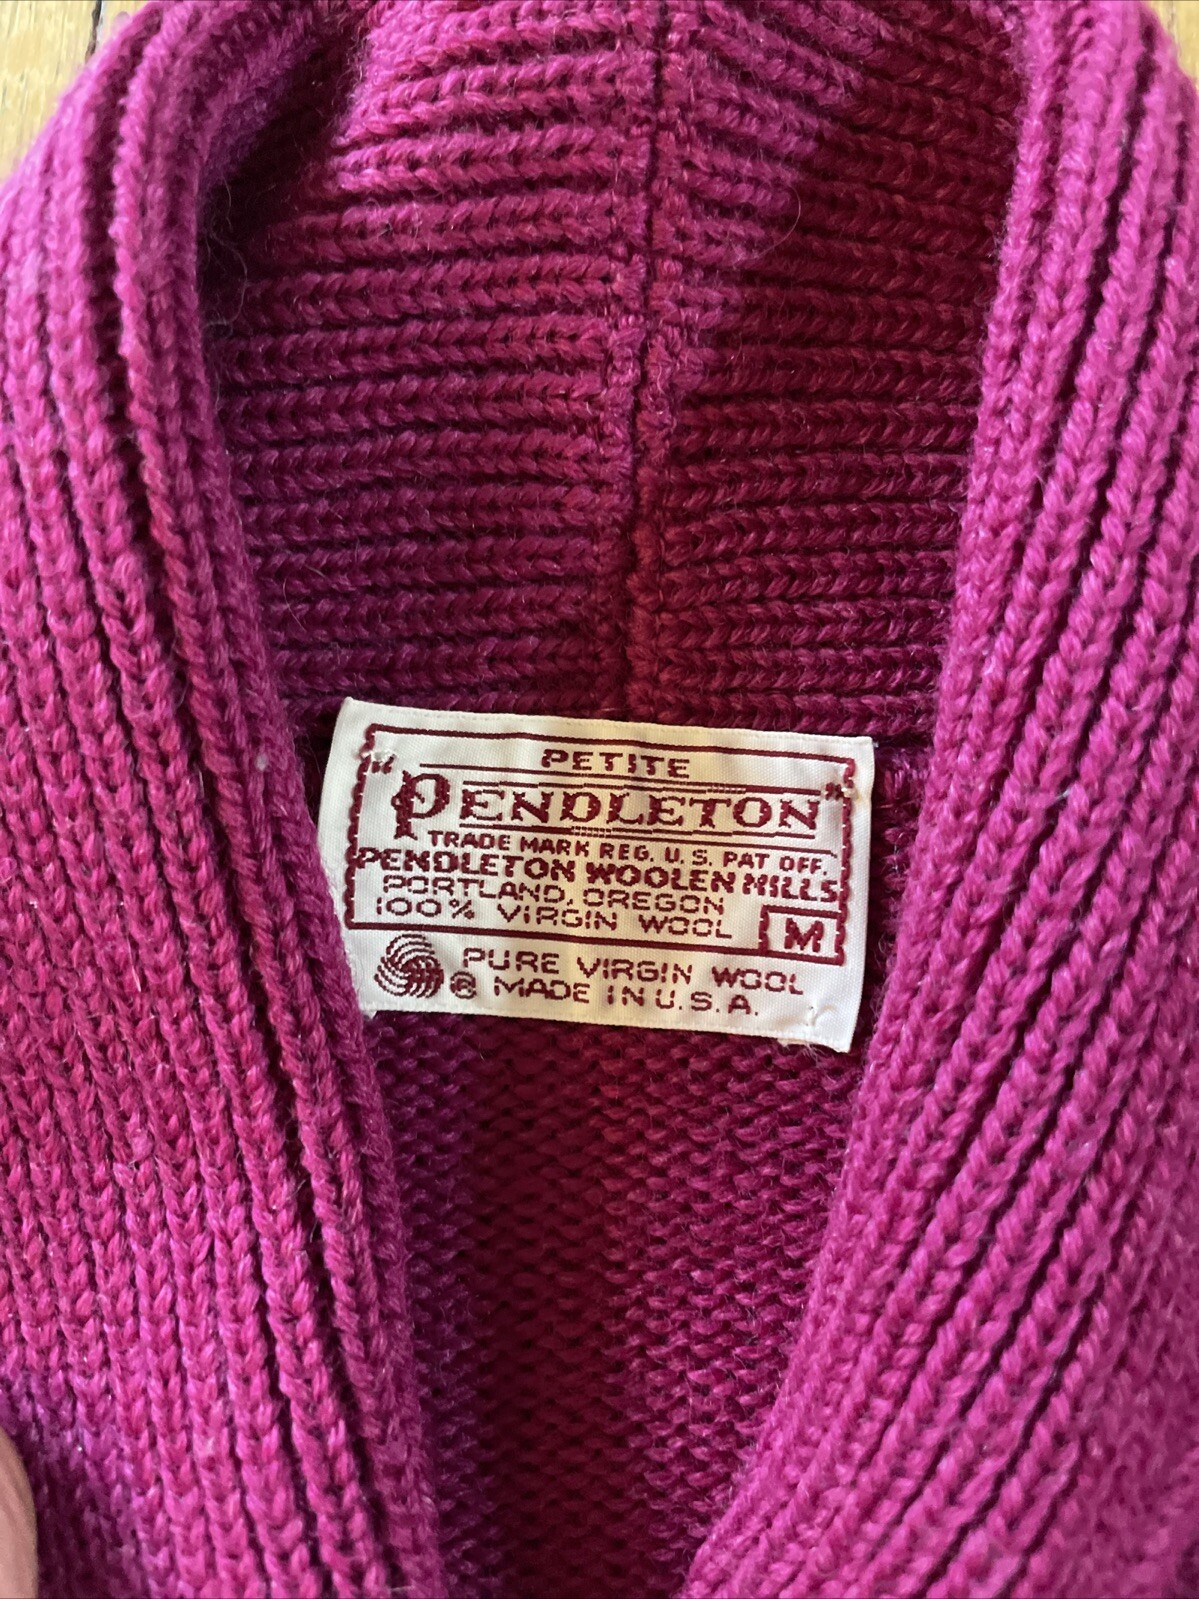 PETITE
"PENDLETON"
TRADE MARK REG. U.S. PAT OFF.
PENDLETON WOOLEN MILLS
PORTLAND, OREGON
100% VIRGIN WOOL
M
PURE VIRGIN WOOL
® MADE IN U.S.A.